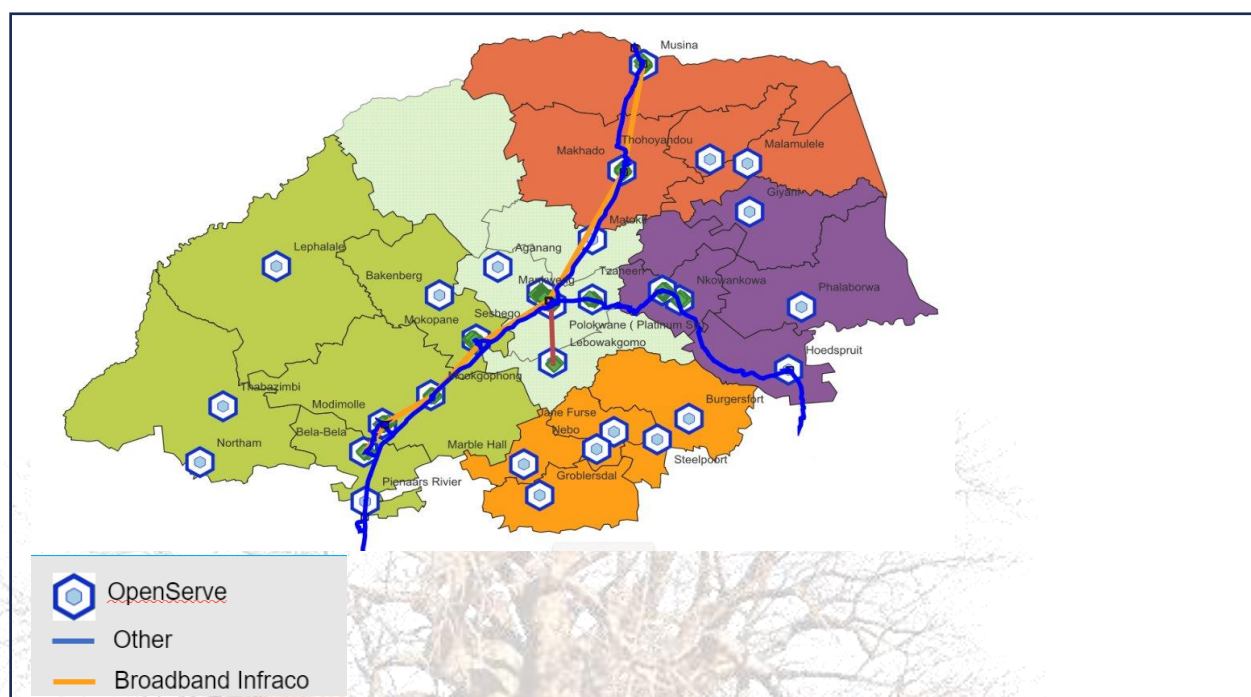 Musina
Thohoyandou
Makhado
Malamulele
Giyani
Matoks
Lephalale
Aganang
Bakenberg
Tzaneen
Mankweng
Nkowankowa
Phalaborwa
Mokopane
Seshego
Polokwane ( Platinum S
Lebowakgomo
Hoedspruit
Mookgophong
Thabazimbi
Modimolle
Burgersfort
Jane Furse
Bela-Bela
Nebo
Marble Hall
Northam
Steelpoort
Groblersdal
Pienaars Rivier
OpenServe
Other
Broadband Infraco